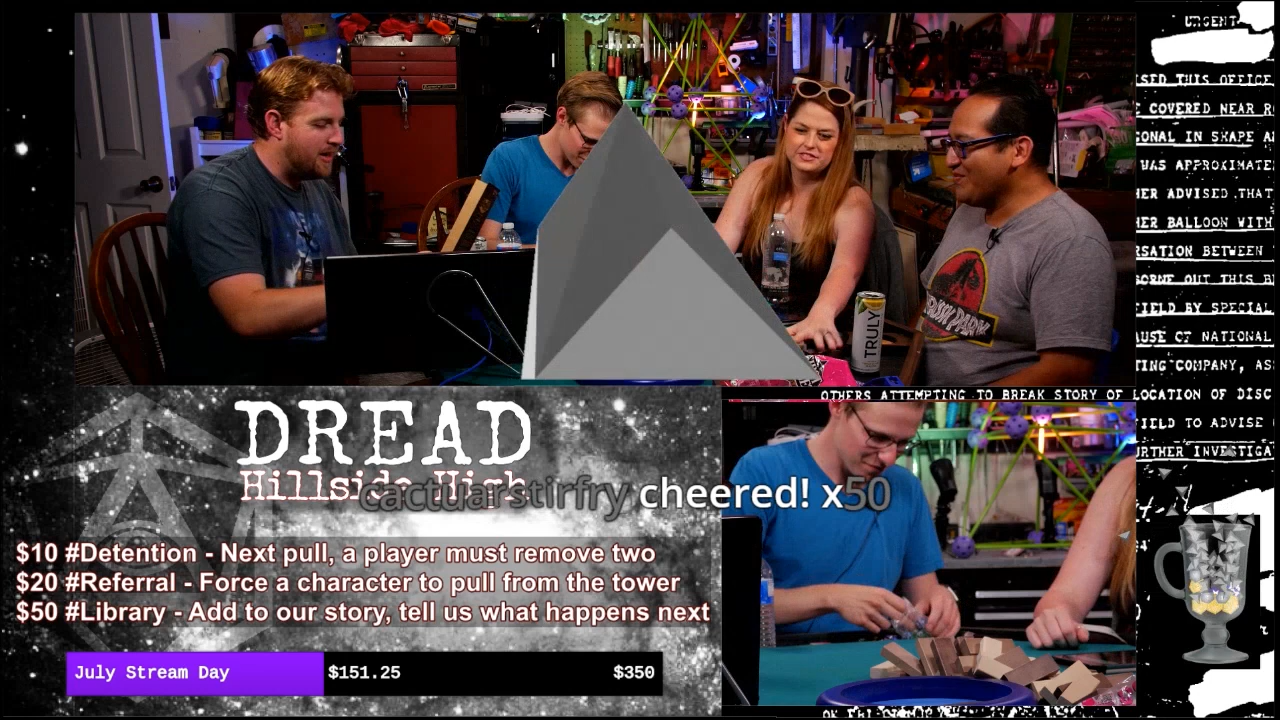 URGENT
SED THIS OFFICE
COVERED NEAR R
GONAL IN SHAPE A
WAS APPROXIMATE
HER ADVISED THAT
HER BALLOON WITH
RSATION BETWEEN
BORNE OUT THIS B
FIELD BY SPECIAL
AUSE OF NATIONAL
TING COMPANY, AS
OTHERS ATTEMPTING TO BREAK STORY OF LOCATION OF DISC
FIELD TO ADVISE
URTHER INVESTIGA
TRULY
PARK
DREAD
Hillside High
cactuarstirfry cheered! x50
$10 #Detention - Next pull, a player must remove two
$20 #Referral - Force a character to pull from the tower
$50 #Library - Add to our story, tell us what happens next
July Stream Day $151.25 $350